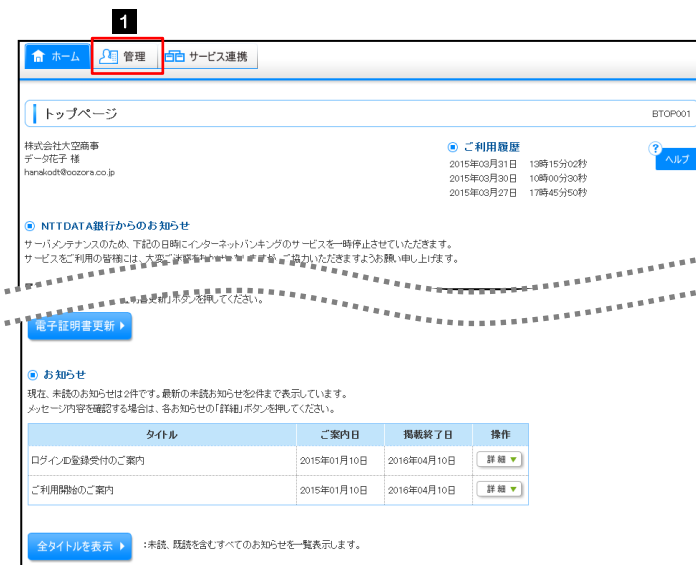 1
ホーム 管理 サービス連携
トップページ BTOP001
株式会社大空商事
データ花子 様
hanakodt@oozora.co.jp
ご利用履歴
2015年03月31日 13時15分02秒
2015年03月30日 10時00分30秒
2015年03月27日 17時45分50秒
? ヘルプ
NTTDATA銀行からのお知らせ
サーバメンテナンスのため、下記の日時にインターネットバンキングのサービスを一時停止させていただきます。
サービスをご利用の皆様には、大変ご迷惑をおかけいたしますが、ご協力いただきますようお願い申し上げます。
書更新」ボタンを押してください。
電子証明書更新
お知らせ
現在、未読のお知らせは2件です。最新の未読お知らせを2件まで表示しています。
メッセージ内容を確認する場合は、各お知らせの「詳細」ボタンを押してください。
タイトル ご案内日 掲載終了日 操作
ログインID登録受付のご案内 2015年01月10日 2016年04月10日 詳細▼
ご利用開始のご案内 2015年01月10日 2016年04月10日 詳細▼
全タイトルを表示 :未読、既読を含むすべてのお知らせを一覧表示します。